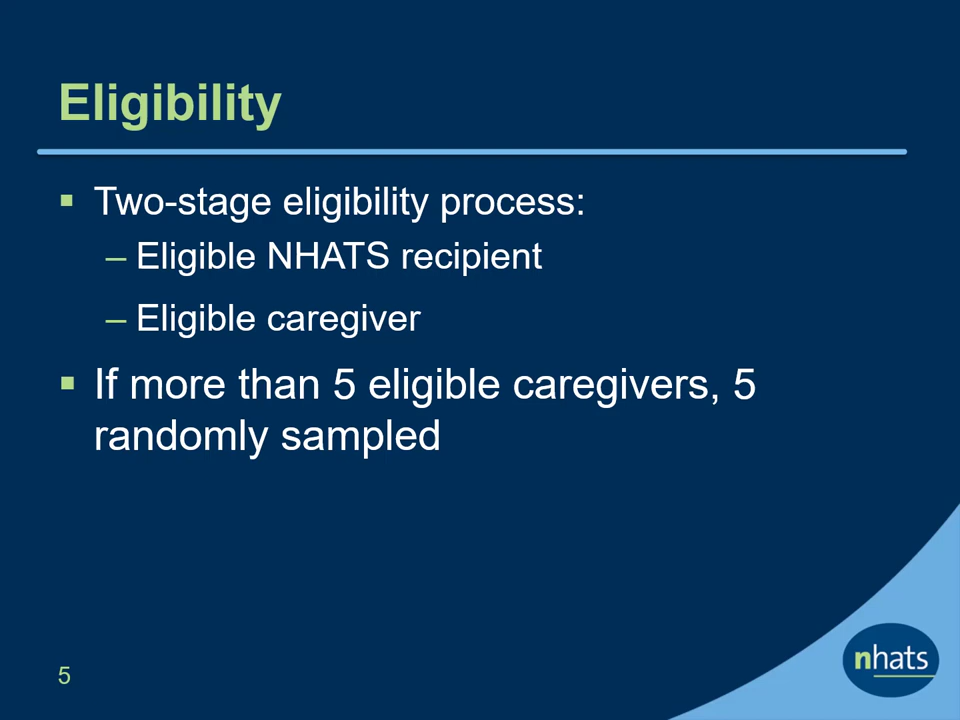 Eligibility
▪ Two-stage eligibility process:
– Eligible NHATS recipient
– Eligible caregiver
▪ If more than 5 eligible caregivers, 5
randomly sampled
5
nhats